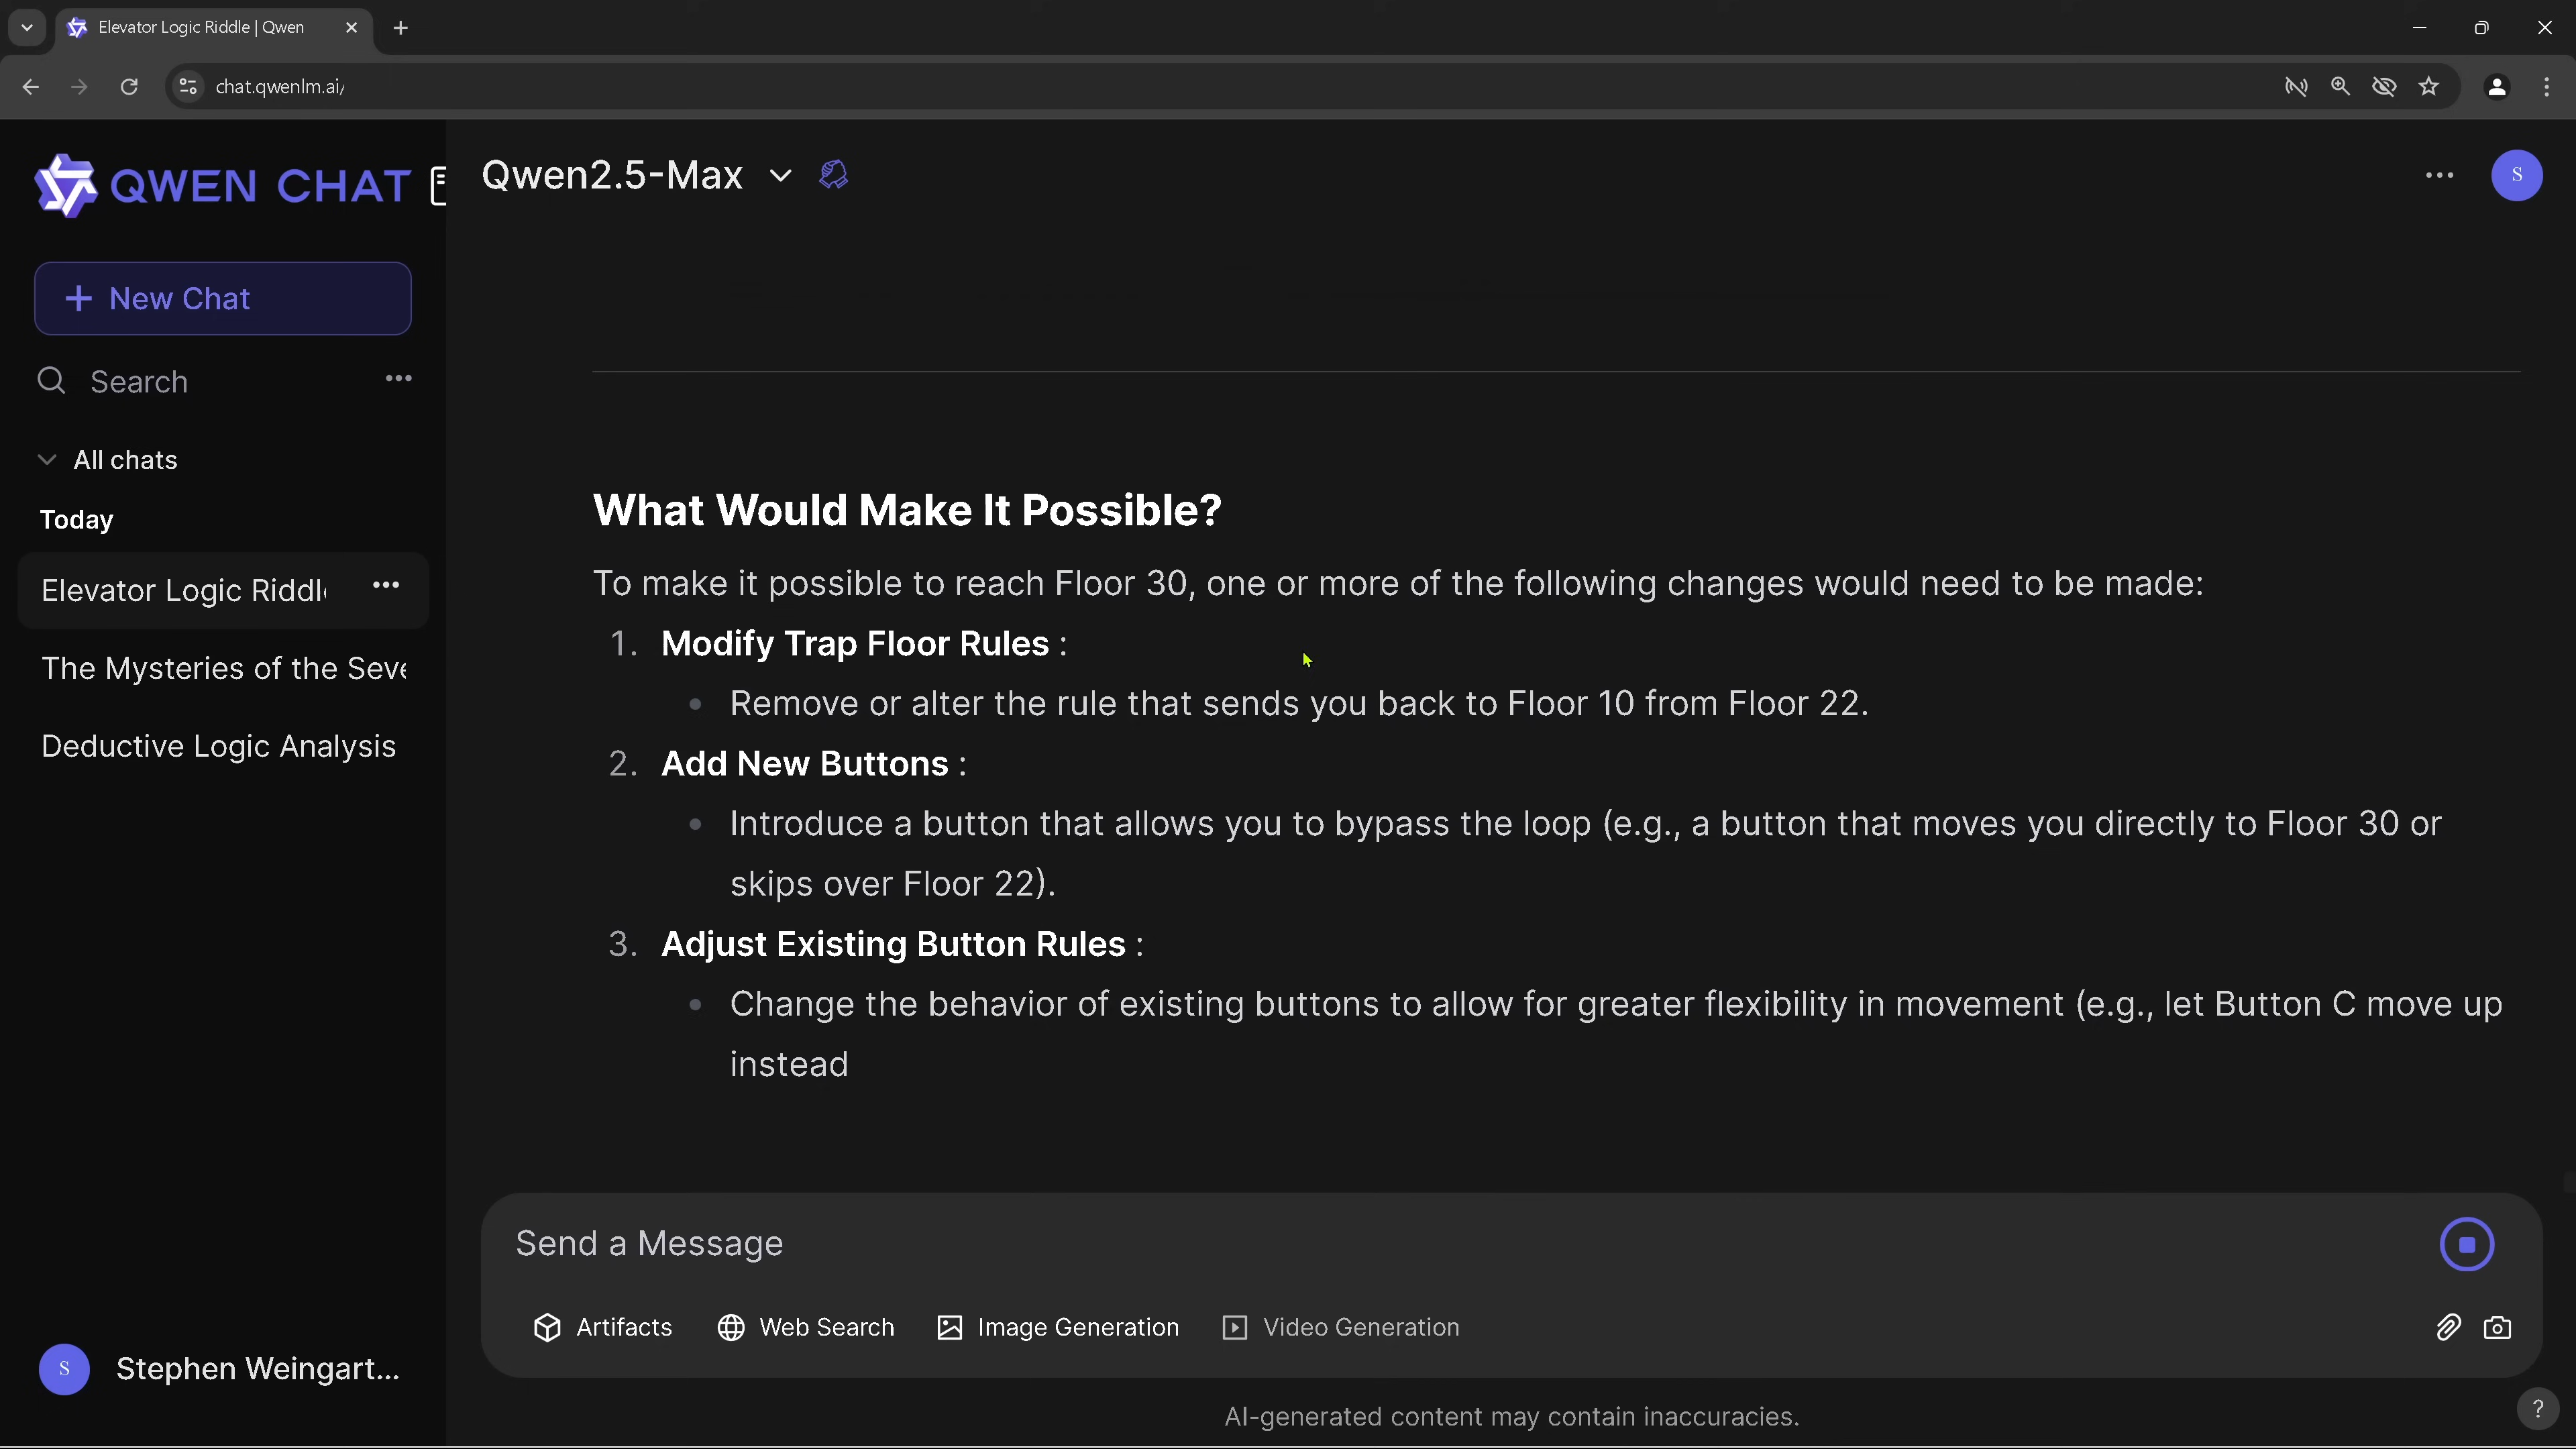 Elevator Logic Riddle | Qwen
chat.qwenlm.ai/
QWEN CHAT
New Chat
Search
All chats
Today
Elevator Logic Riddl
The Mysteries of the Seve
Deductive Logic Analysis
Stephen Weingart...
S
Qwen2.5-Max
S
What Would Make It Possible?
To make it possible to reach Floor 30, one or more of the following changes would need to be made:
1. Modify Trap Floor Rules :
• Remove or alter the rule that sends you back to Floor 10 from Floor 22.
2. Add New Buttons :
• Introduce a button that allows you to bypass the loop (e.g., a button that moves you directly to Floor 30 or
skips over Floor 22).
3. Adjust Existing Button Rules :
• Change the behavior of existing buttons to allow for greater flexibility in movement (e.g., let Button C move up
instead
Send a Message
Artifacts Web Search Image Generation Video Generation
AI-generated content may contain inaccuracies.
?